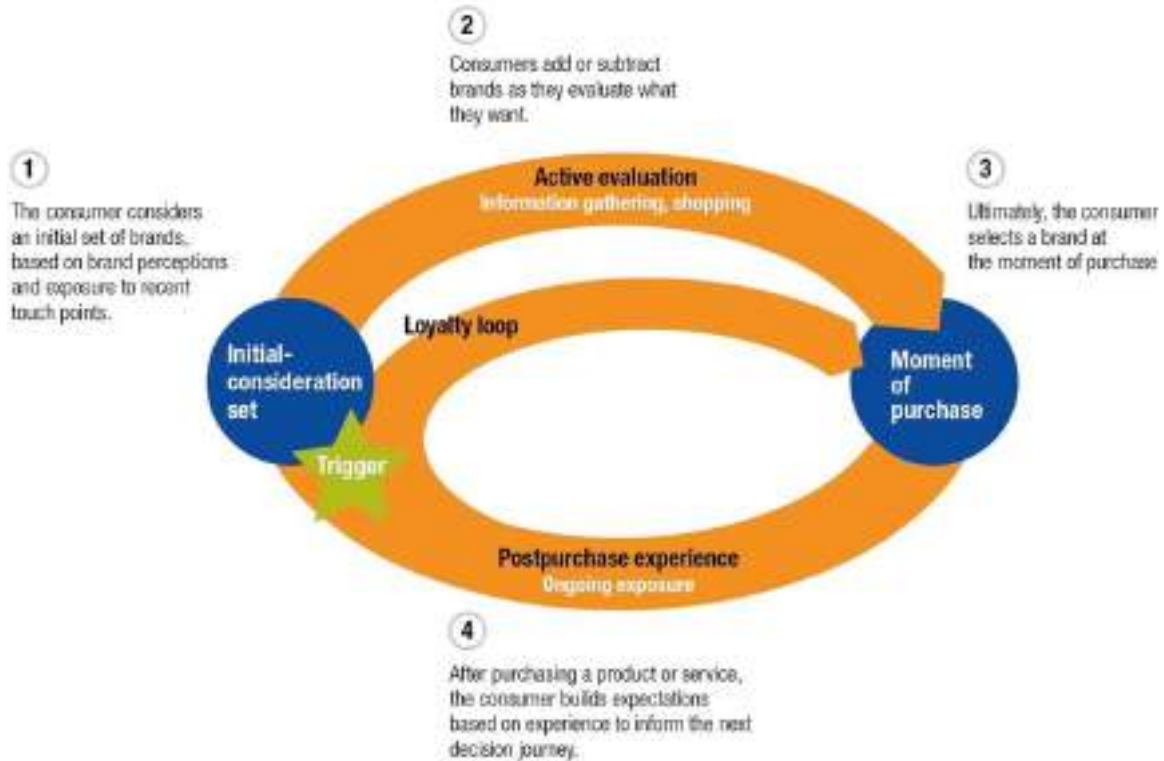 1
The consumer considers
an initial set of brands,
based on brand perceptions
and exposure to recent
touch points.
2
Consumers add or subtract
brands as they evaluate what
they want.
3
Ultimately, the consumer
selects a brand at
the moment of purchase
Active evaluation
Information gathering, shopping
Loyalty loop
Initial-
consideration
set
Trigger
Moment
of
purchase
Postpurchase experience
Ongoing exposure
4
After purchasing a product or service,
the consumer builds expectations
based on experience to inform the next
decision journey.